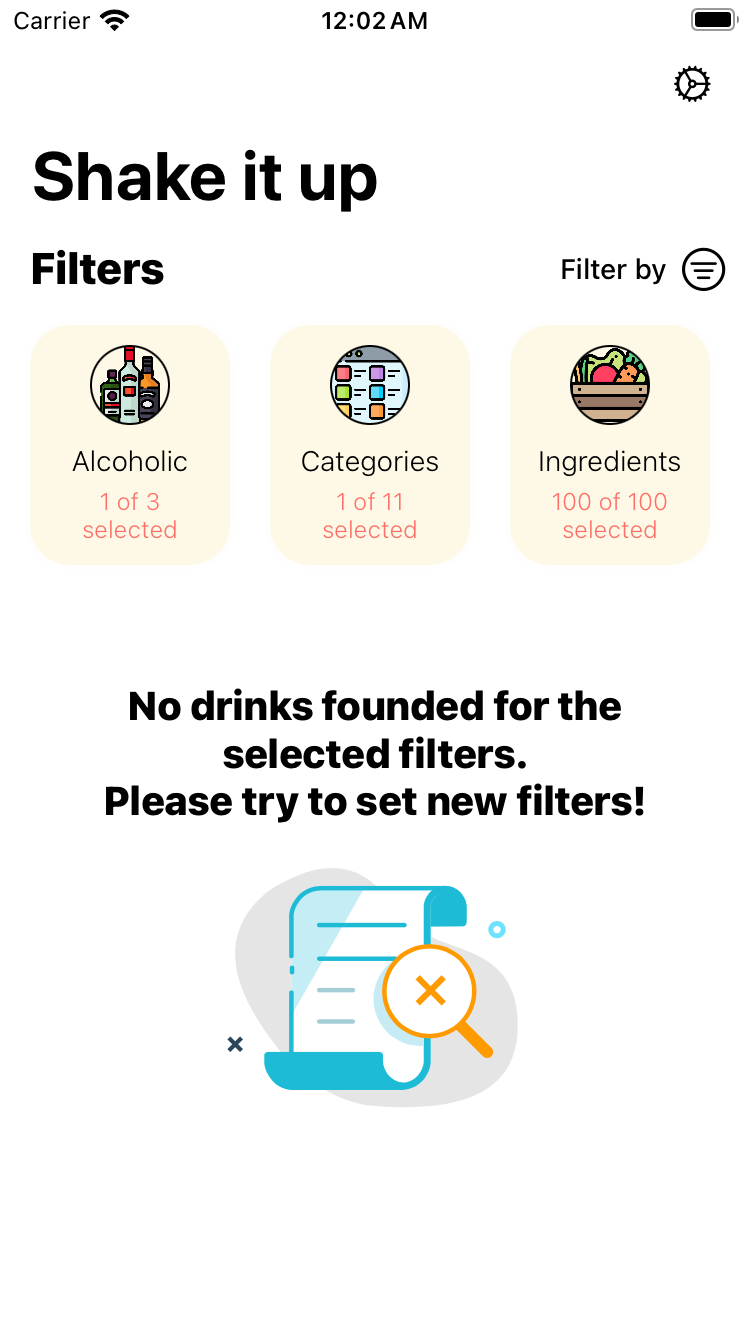 Carrier 12:02 AM
Shake it up
Filters Filter by
Alcoholic Categories Ingredients
1 of 3 1 of 11 100 of 100
selected selected selected
No drinks founded for the
selected filters.
Please try to set new filters!